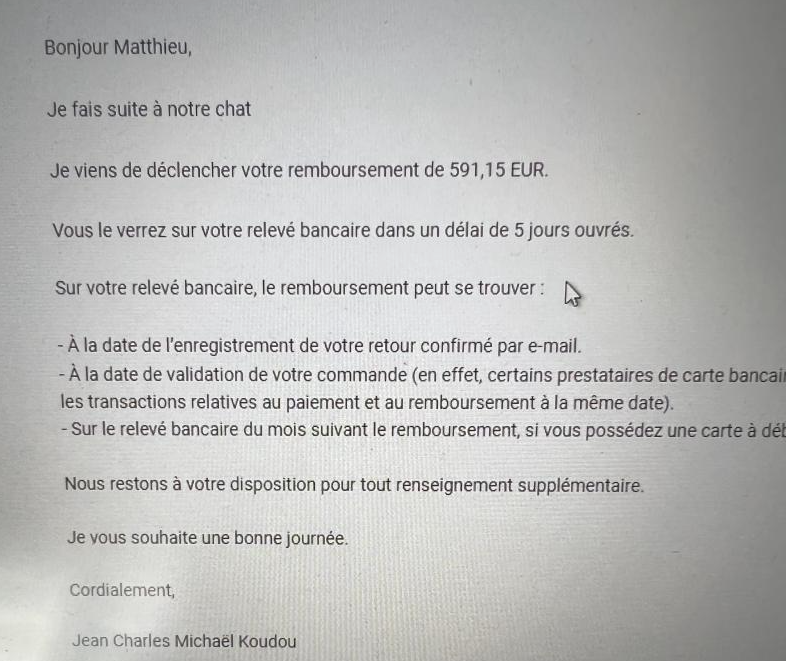 Bonjour Matthieu,
Je fais suite à notre chat
Je viens de déclencher votre remboursement de 591,15 EUR.
Vous le verrez sur votre relevé bancaire dans un délai de 5 jours ouvrés.
Sur votre relevé bancaire, le remboursement peut se trouver :
- À la date de l'enregistrement de votre retour confirmé par e-mail.
- À la date de validation de votre commande (en effet, certains prestataires de carte
les transactions relatives au paiement et au remboursement à la même date).
- Sur le relevé bancaire du mois suivant le remboursement, si vous possédez une carte à
Nous restons à votre disposition pour tout renseignement supplémentaire.
Je vous souhaite une bonne journée.
Cordialement,
Jean Charles Michaël Koudou